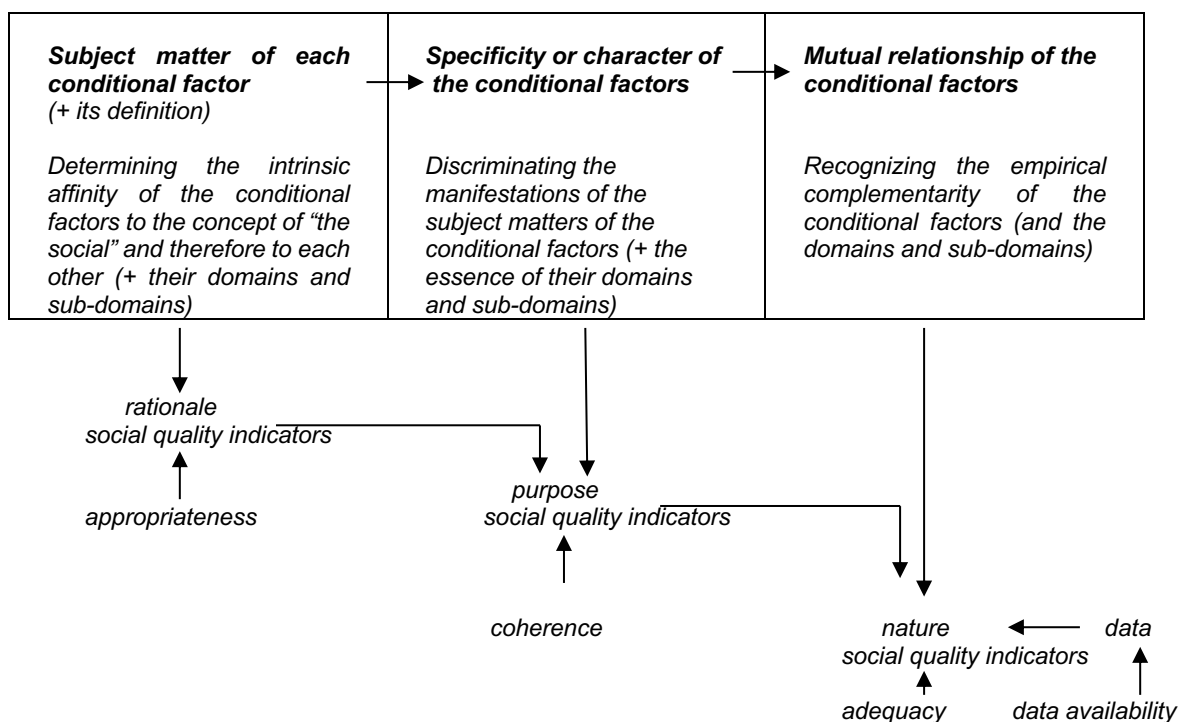 Subject matter of each
conditional factor
(+ its definition)
Determining the intrinsic
affinity of the conditional
factors to the concept of “the
social” and therefore to each
other (+ their domains and
sub-domains)
Specificity or character of
the conditional factors
Discriminating the
manifestations of the
subject matters of the
conditional factors (+ the
essence of their domains
and sub-domains)
Mutual relationship of the
conditional factors
Recognizing the empirical
complementarity of the
conditional factors (and the
domains and sub-domains)
rationale
social quality indicators
appropriateness
purpose
social quality indicators
coherence
nature
social quality indicators
data
adequacy
data availability